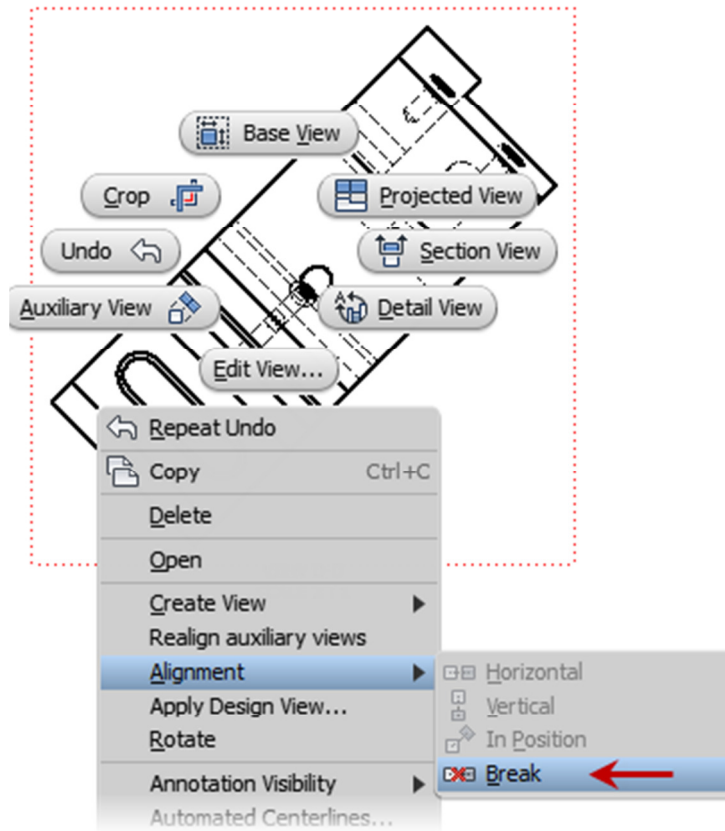 Base View
Crop
Projected View
Undo
Section View
Auxiliary View
Detail View
Edit View...
Repeat Undo
Copy Ctrl+C
Delete
Open
Create View
Realign auxiliary views
Alignment
Horizontal
Apply Design View...
Vertical
Rotate
In Position
Break
Annotation Visibility
Automated Centerlines...